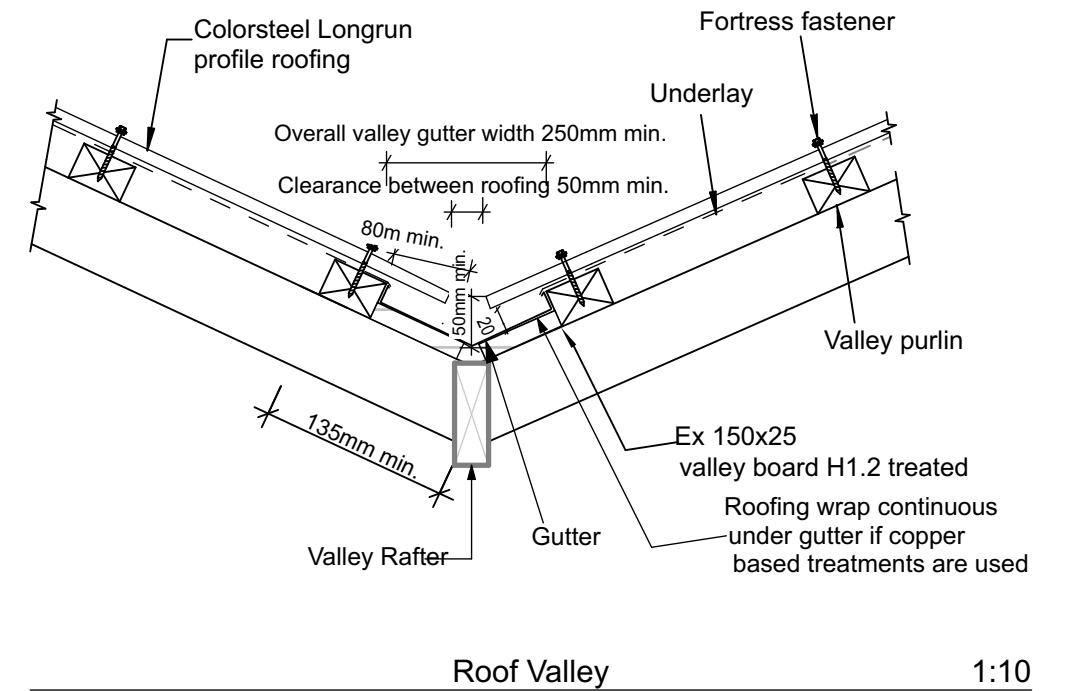 Fortress fastener
Colorsteel Longrun
profile roofing
Underlay
Overall valley gutter width 250mm min.
Clearance between roofing 50mm min.
80m min.
50mm min.
20
Valley purlin
135mm min.
Ex 150x25
valley board H1.2 treated
Roofing wrap continuous
under gutter if copper
based treatments are used
Gutter
Valley Rafter
Roof Valley
1:10